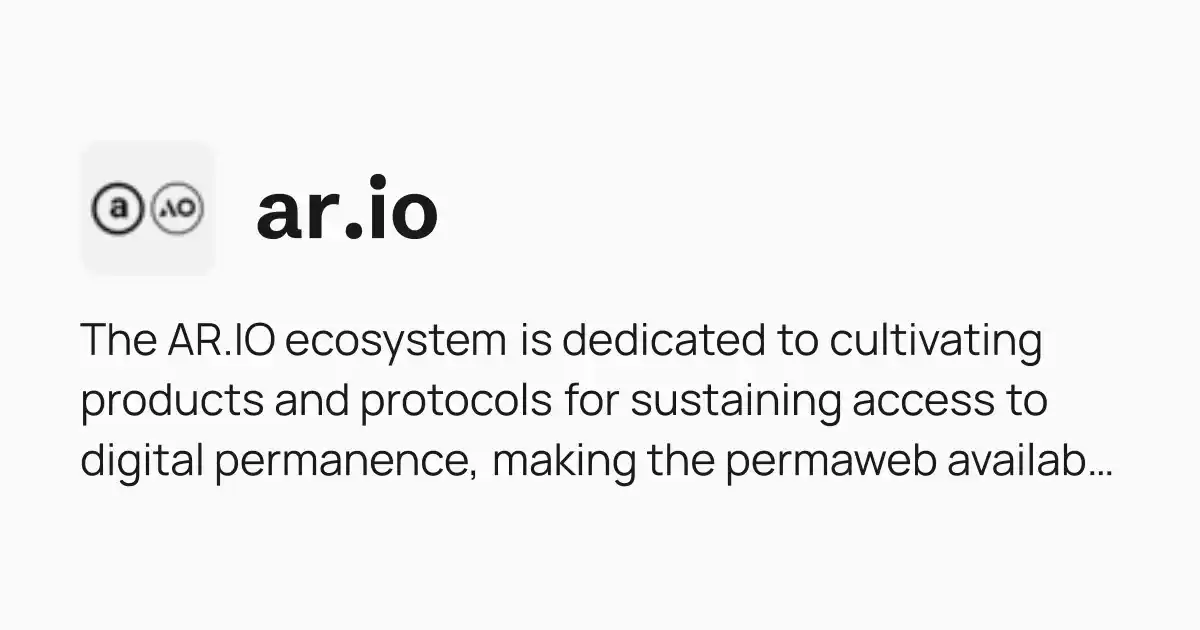 a AO ar.io
The AR.IO ecosystem is dedicated to cultivating
products and protocols for sustaining access to
digital permanence, making the permaweb availab...